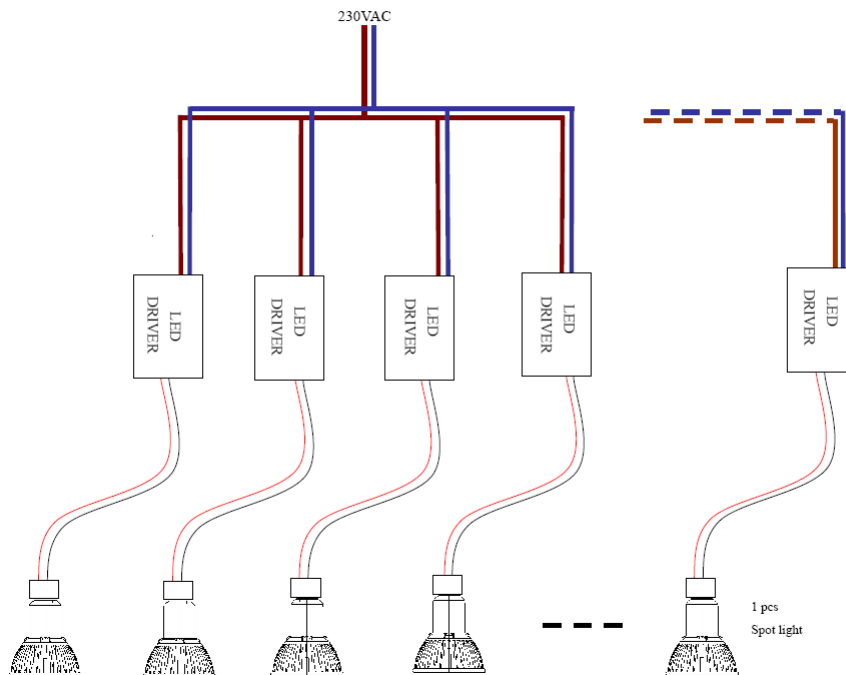 230VAC
LED
DRIVER
LED
DRIVER
LED
DRIVER
LED
DRIVER
LED
DRIVER
1 pcs
Spot light